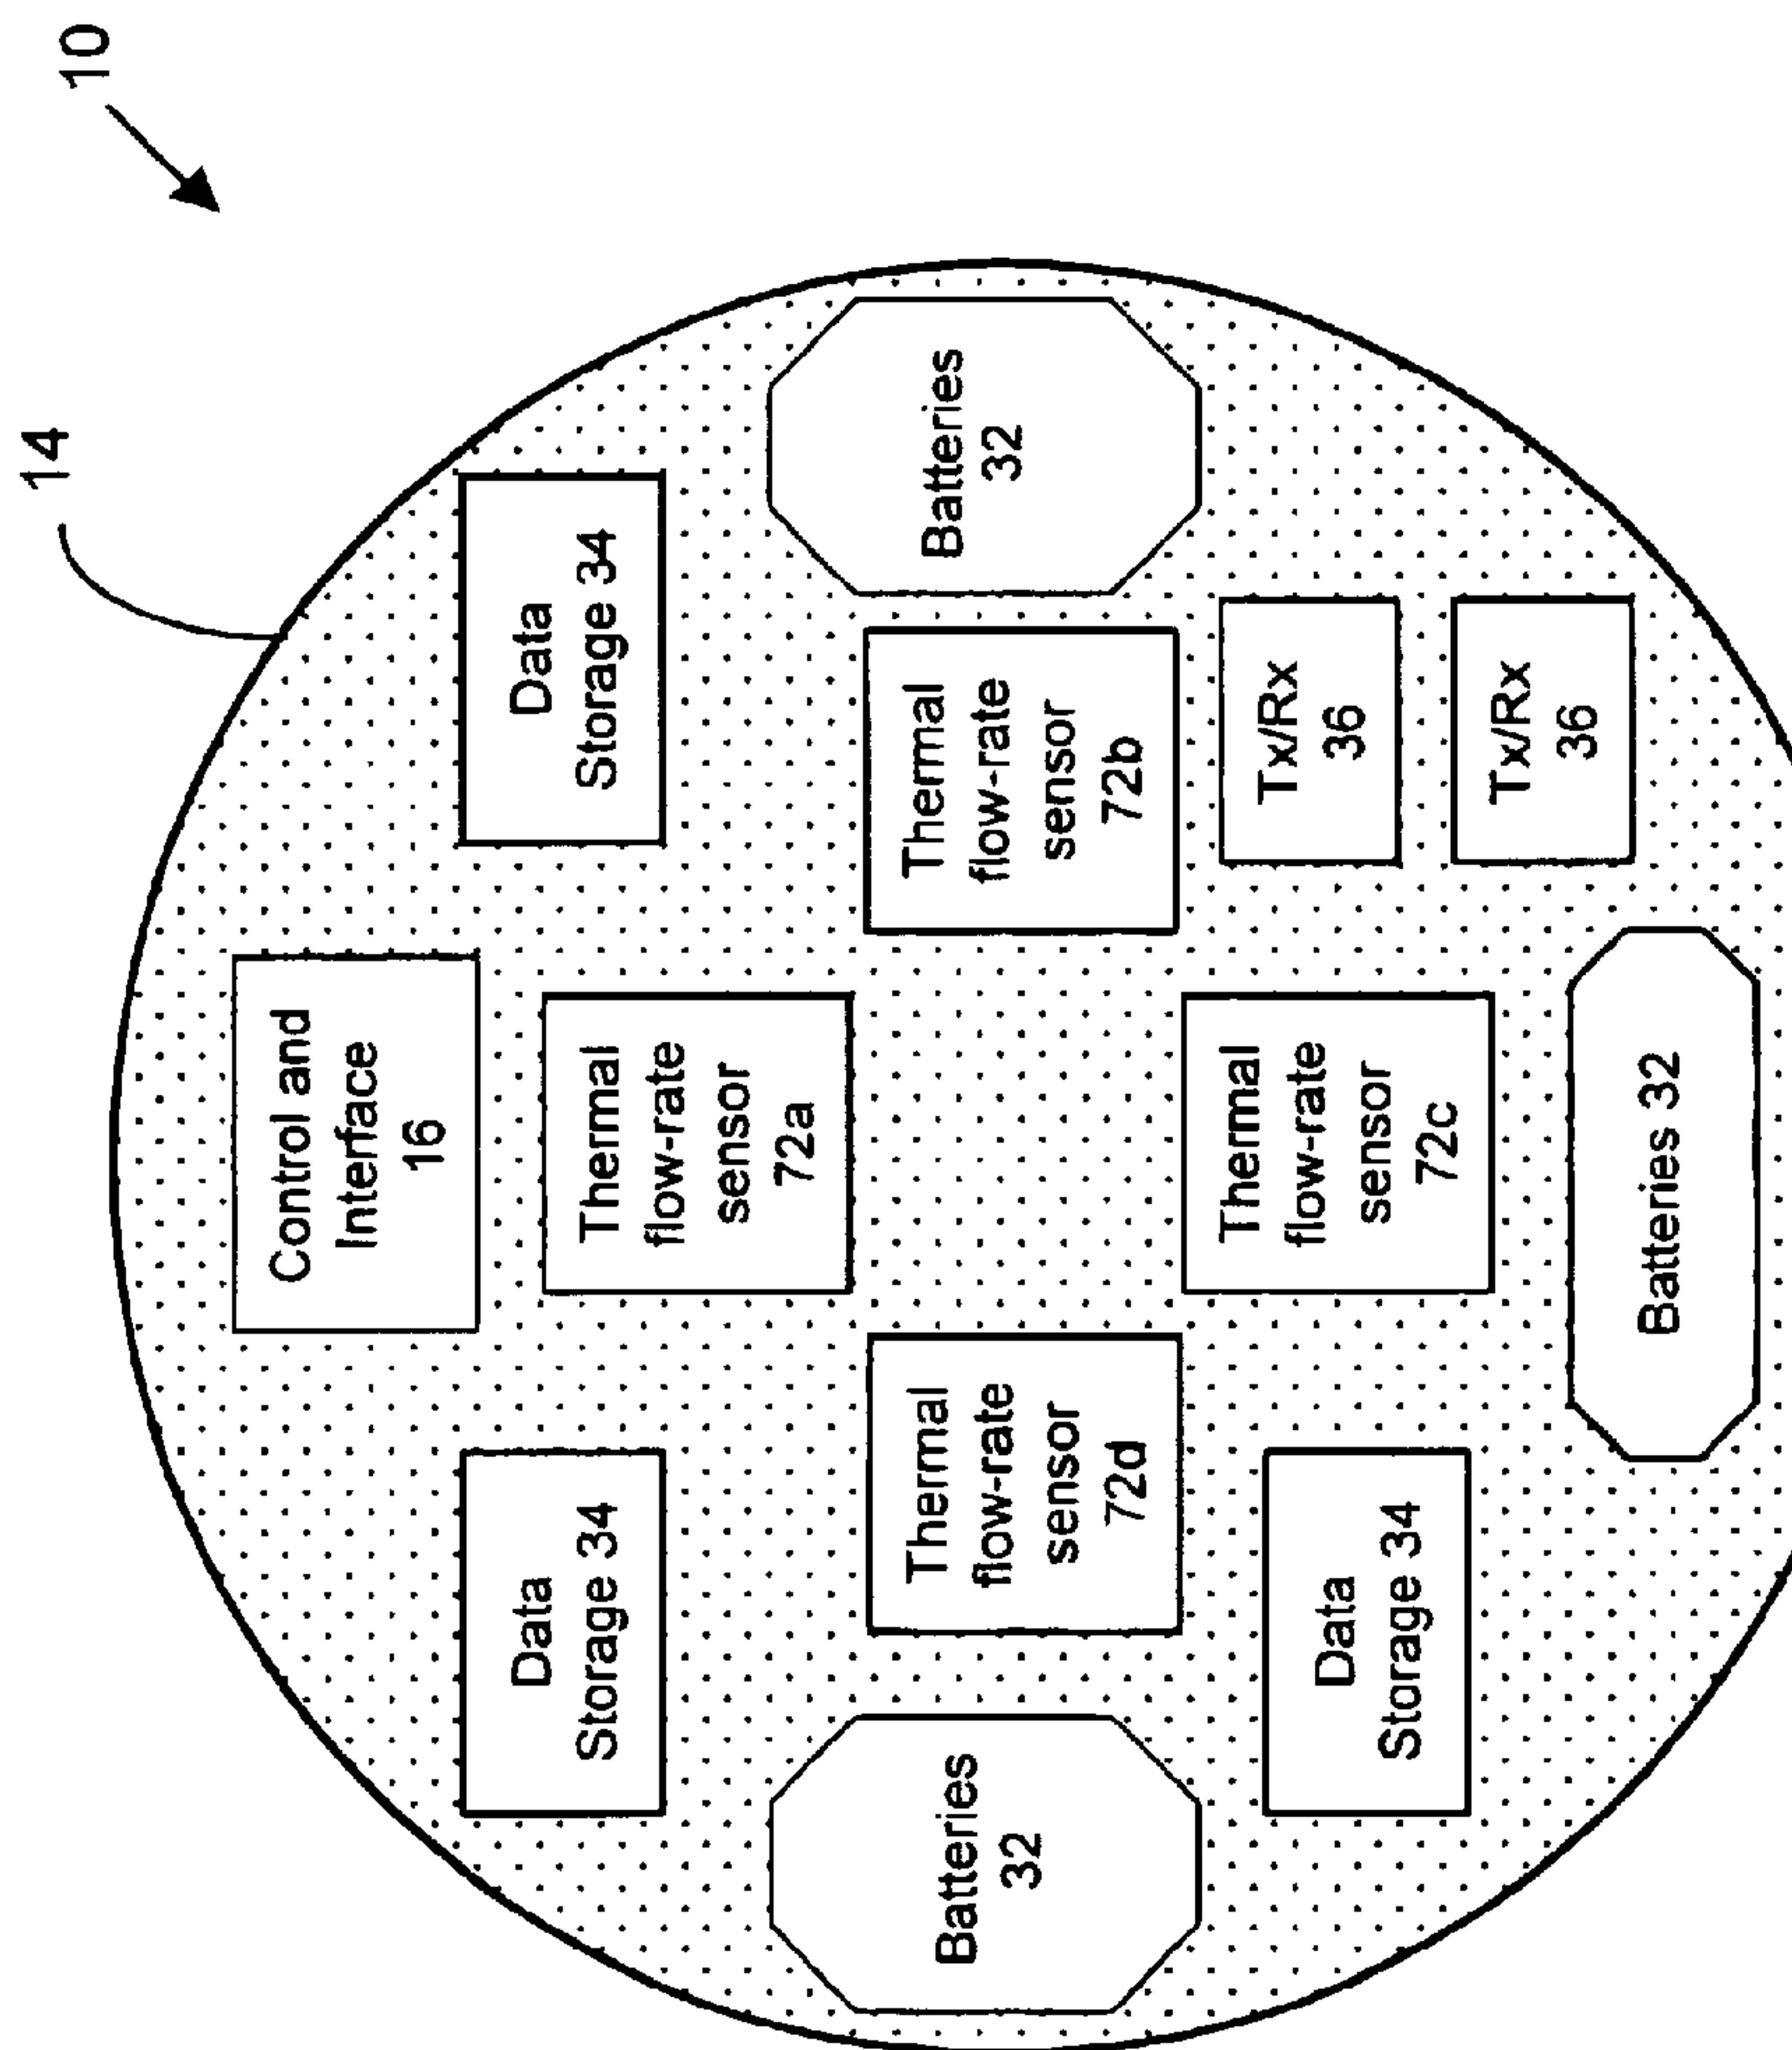 10
14
Control and
Interface
16
Data
Storage 34
Data
Storage 34
Thermal
flow-rate
sensor
72a
Batteries
32
Thermal
flow-rate
sensor
72d
Thermal
flow-rate
sensor
72b
Batteries
32
Thermal
flow-rate
sensor
72c
Data
Storage 34
Tx/Rx
36
Tx/Rx
36
Batteries 32